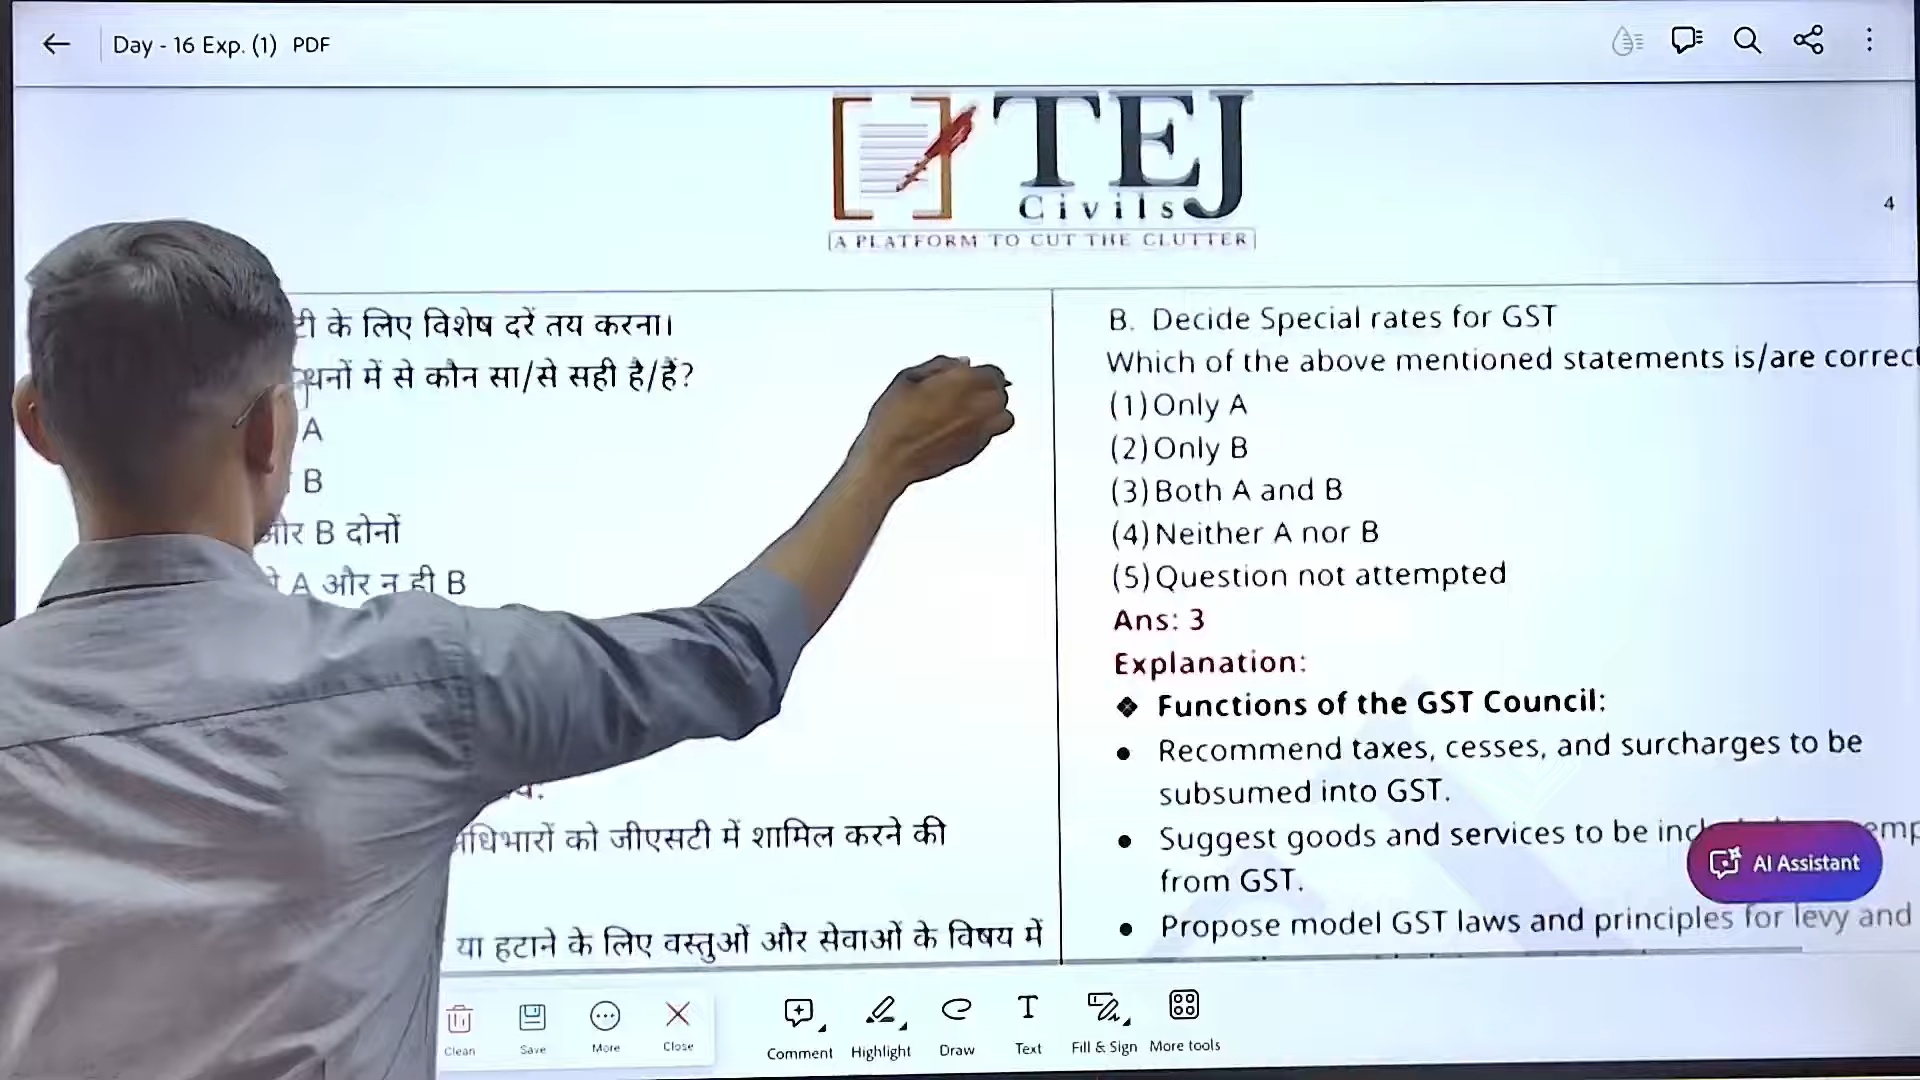 Day - 16 Exp. (1) PDF
TEJ
Civils
A PLATFORM TO CUT THE CLUTTER
4
के लिए विशेष दरें तय करना।
में से कौन सा/से सही है/हैं?
A
B
और B दोनों
A और न ही B
को जीएसटी में शामिल करने की
या हटाने के लिए वस्तुओं और सेवाओं के विषय में
B. Decide Special rates for GST
Which of the above mentioned statements is/are correct
(1) Only A
(2) Only B
(3) Both A and B
(4) Neither A nor B
(5) Question not attempted
Ans: 3
Explanation:
❖ Functions of the GST Council:
• Recommend taxes, cesses, and surcharges to be
subsumed into GST.
• Suggest goods and services to be
from GST.
• Propose model GST laws and principles for levy and
AI Assistant
Clean Save More Close Comment Highlight Draw Text Fill & Sign More tools